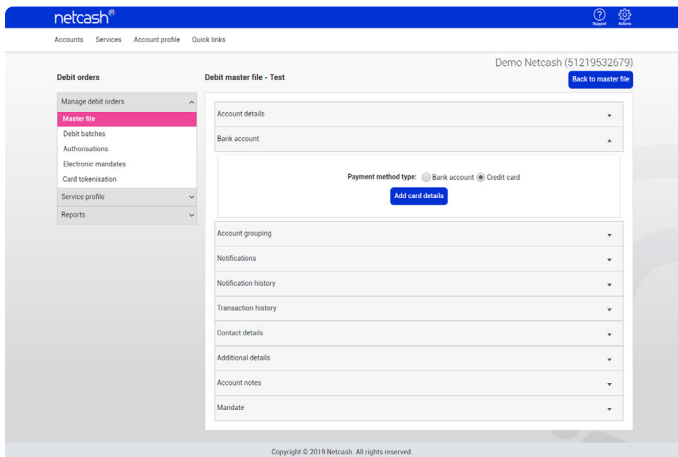 netcash®
Support Actions
Accounts Services Account profile Quick links
Demo Netcash (51219532679)
Debit orders
Debit master file - Test
Back to master file
Manage debit orders
Master file
Debit batches
Authorisations
Electronic mandates
Card tokenisation
Service profile
Reports
Account details
Bank account
Payment method type: Bank account Credit card
Add card details
Account grouping
Notifications
Notification history
Transaction history
Contact details
Additional details
Account notes
Mandate
Copyright © 2019 Netcash. All rights reserved.